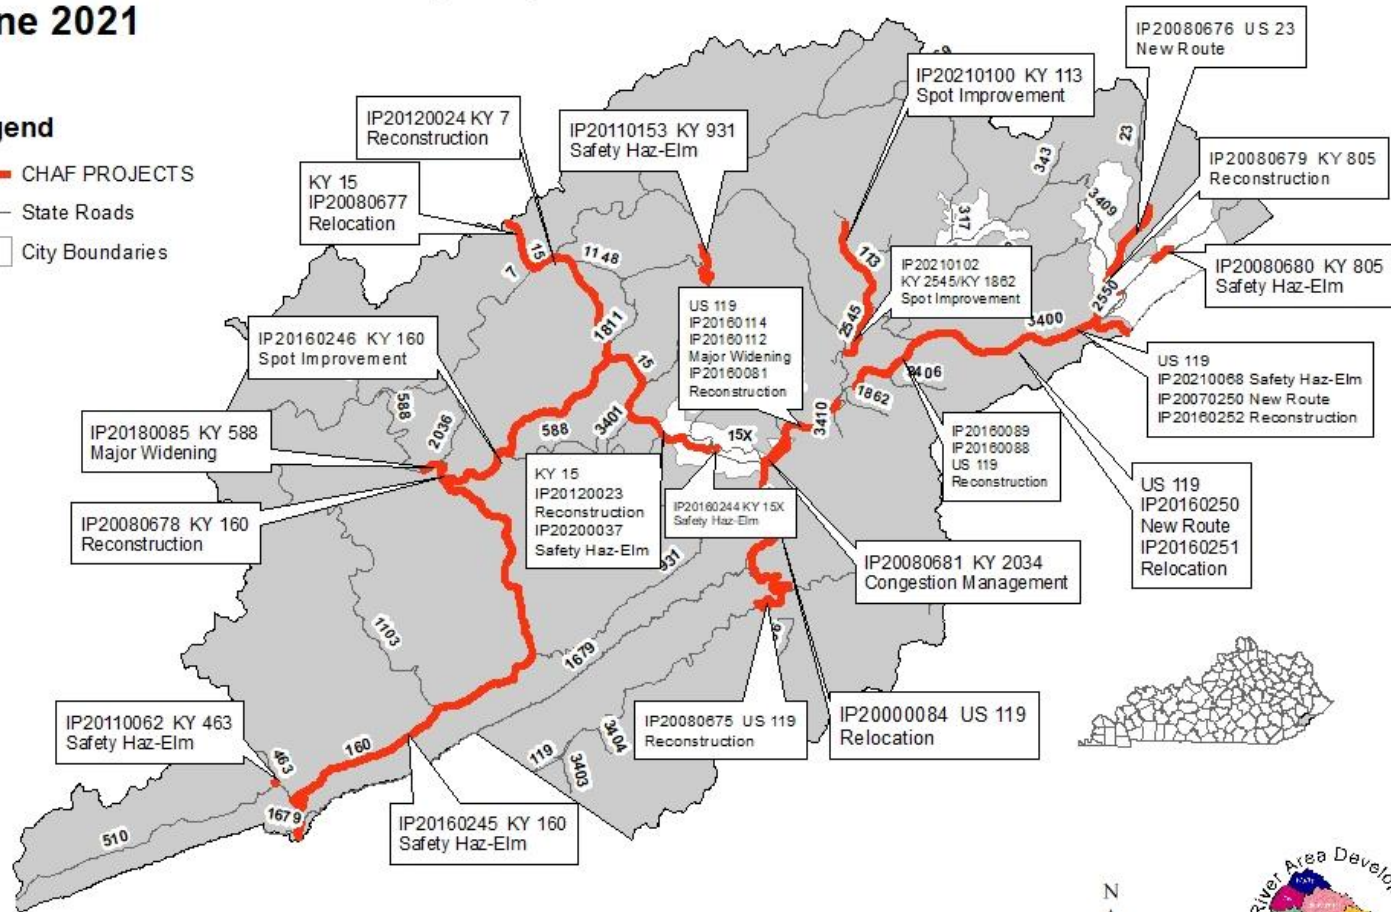 ne 2021
gend
CHAF PROJECTS
State Roads
City Boundaries
IP20120024 KY 7
Reconstruction
IP20110153 KY 931
Safety Haz-Elm
IP20210100 KY 113
Spot Improvement
IP20080676 US 23
New Route
KY 15
IP20080677
Relocation
IP20080679 KY 805
Reconstruction
IP20080680 KY 805
Safety Haz-Elm
IP20210102
KY 2545/KY 1862
Spot Improvement
US 119
IP20160114
IP20160112
Major Widening
IP20160081
Reconstruction
IP20160246 KY 160
Spot Improvement
US 119
IP20210068 Safety Haz-Elm
IP20070250 New Route
IP20160252 Reconstruction
IP20180085 KY 588
Major Widening
IP20160089
IP20160088
US 119
Reconstruction
KY 15
IP20120023
Reconstruction
IP20200037
Safety Haz-Elm
IP20160244 KY 15X
Safety Haz-Elm
US 119
IP20160250
New Route
IP20160251
Relocation
IP20080678 KY 160
Reconstruction
IP20080681 KY 2034
Congestion Management
IP20110062 KY 463
Safety Haz-Elm
IP20080675 US 119
Reconstruction
IP20000084 US 119
Relocation
IP20160245 KY 160
Safety Haz-Elm
23
343
3409
317
15
7
1148
113
2545
2550
1811
15
3400
3406
1862
588
2036
588
3401
15X
3410
931
1103
1679
160
463
1679
510
119
3403
3404
N
River Area Develo